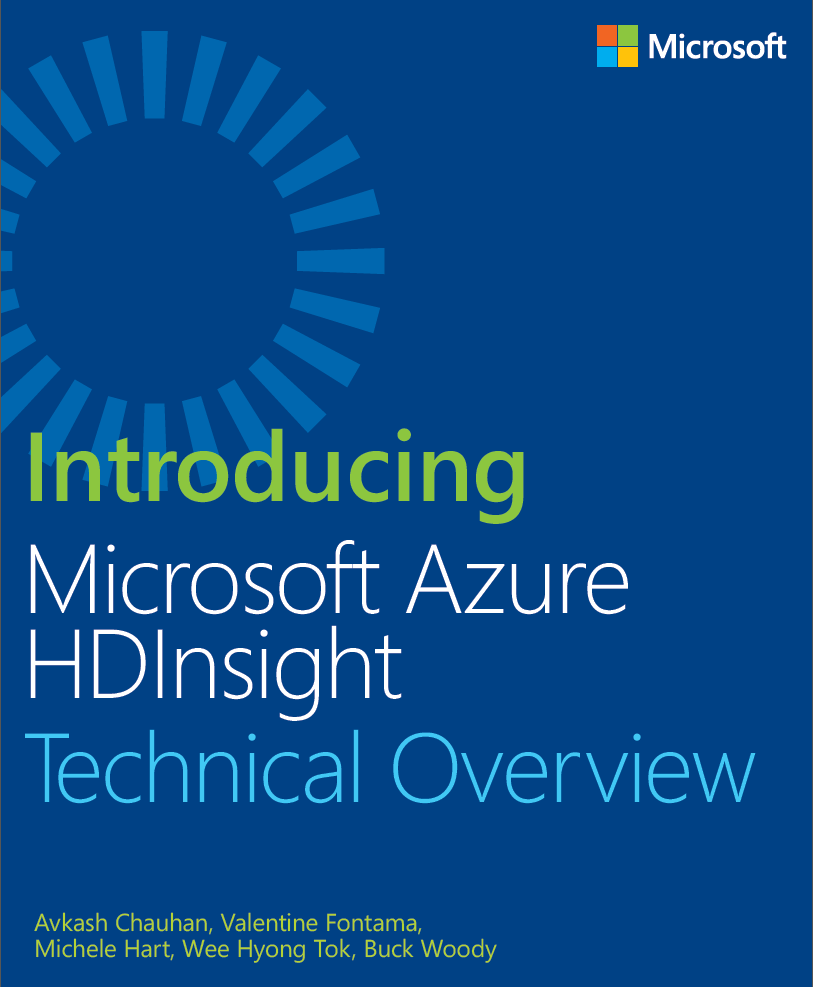 Microsoft
Introducing
Microsoft Azure
HDInsight
Technical Overview
Avkash Chauhan, Valentine Fontama,
Michele Hart, Wee Hyong Tok, Buck Woody